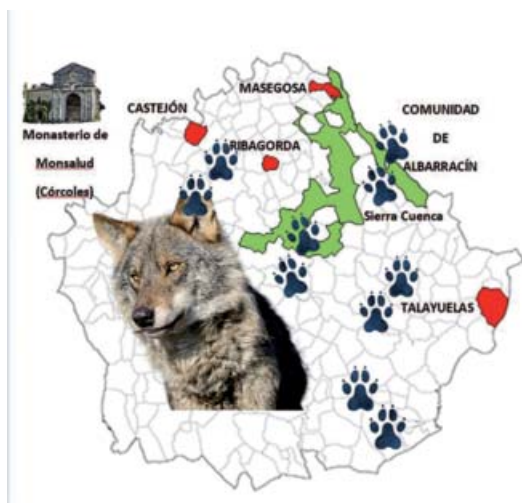 MASEGOSA
CASTEJÓN
COMUNIDAD
DE
ALBARRACÍN
Monasterio de
Monsalud
(Córcoles)
RIBAGORDA
Sierra Cuenca
TALAYUELAS